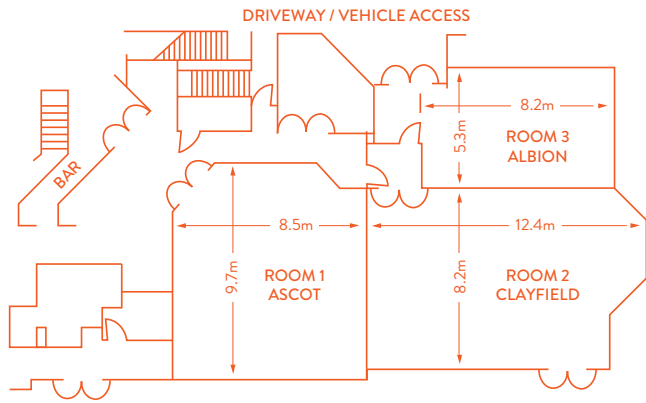 DRIVEWAY / VEHICLE ACCESS
8.2m
5.3m
ROOM 3
ALBION
BAR
8.5m
12.4m
9.7m
ROOM 1
ASCOT
8.2m
ROOM 2
CLAYFIELD